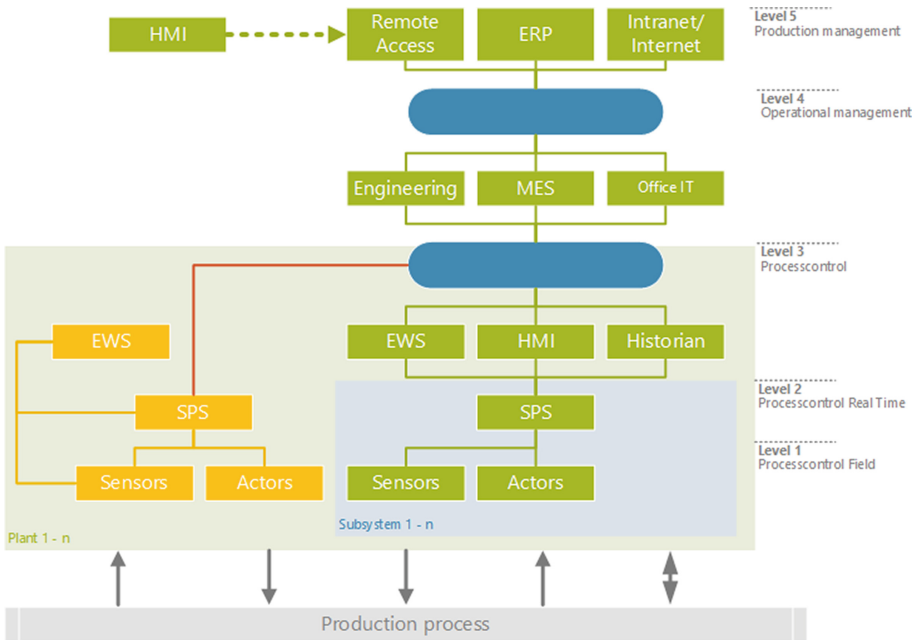 HMI
Remote
Access
ERP
Intranet/
Internet
Level 5
Production management
Level 4
Operational management
Engineering
MES
Office IT
Level 3
Processcontrol
EWS
EWS
HMI
Historian
Level 2
Processcontrol Real Time
SPS
SPS
Level 1
Processcontrol Field
Sensors
Actors
Sensors
Actors
Subsystem 1 - n
Plant 1 - n
Production process